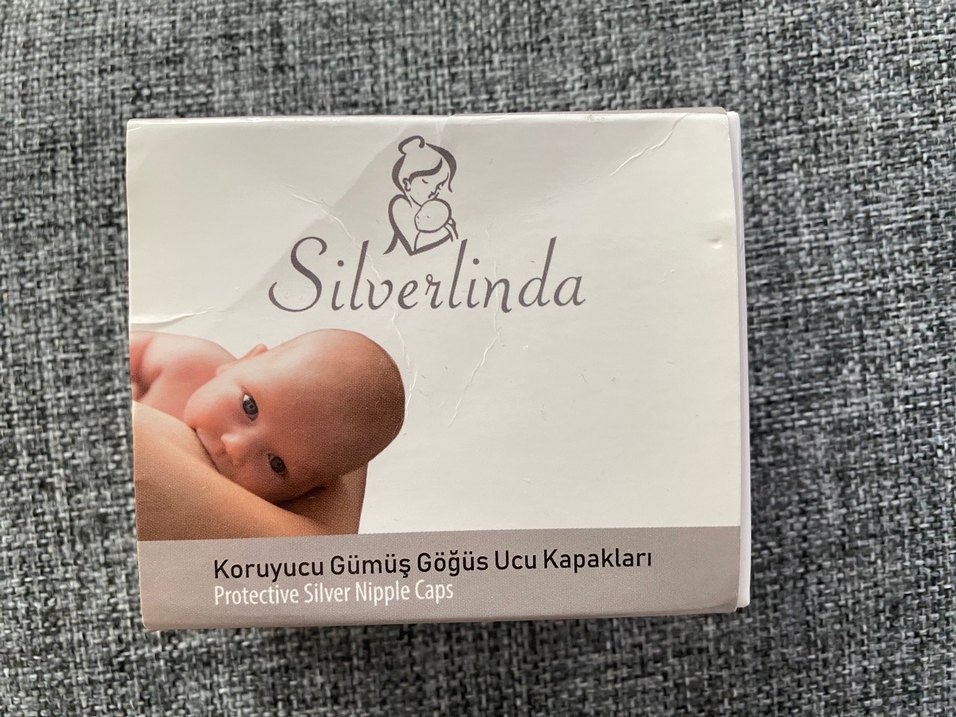 Silverlinda
Koruyucu Gümüş Göğüs Ucu Kapakları
Protective Silver Nipple Caps